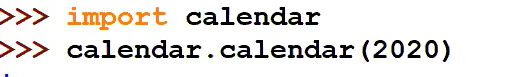 >>> import calendar
>>> calendar.calendar(2020)